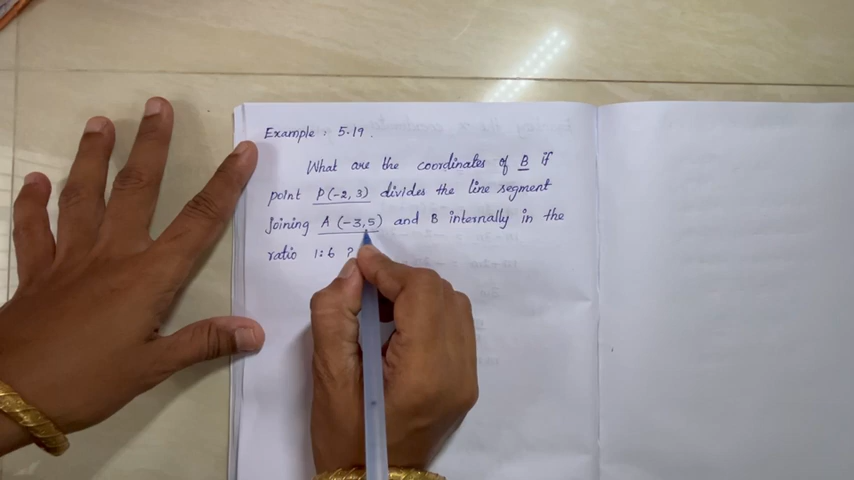 Example : 5.19.
What are the coordinates of B if
point P(-2, 3) divides the line segment
joining A (-3,5) and B internally in the
ratio 1:6 ?